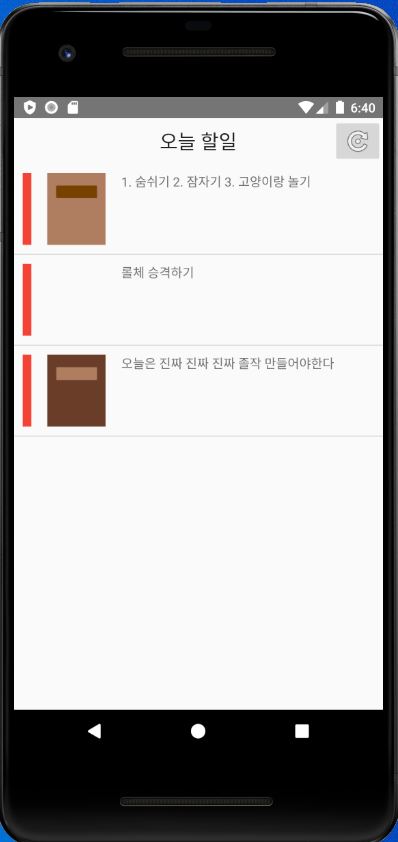 6:40
오늘 할일
1. 숨쉬기 2. 잠자기 3. 고양이랑 놀기
롤체 승격하기
오늘은 진짜 진짜 진짜 졸작 만들어야한다